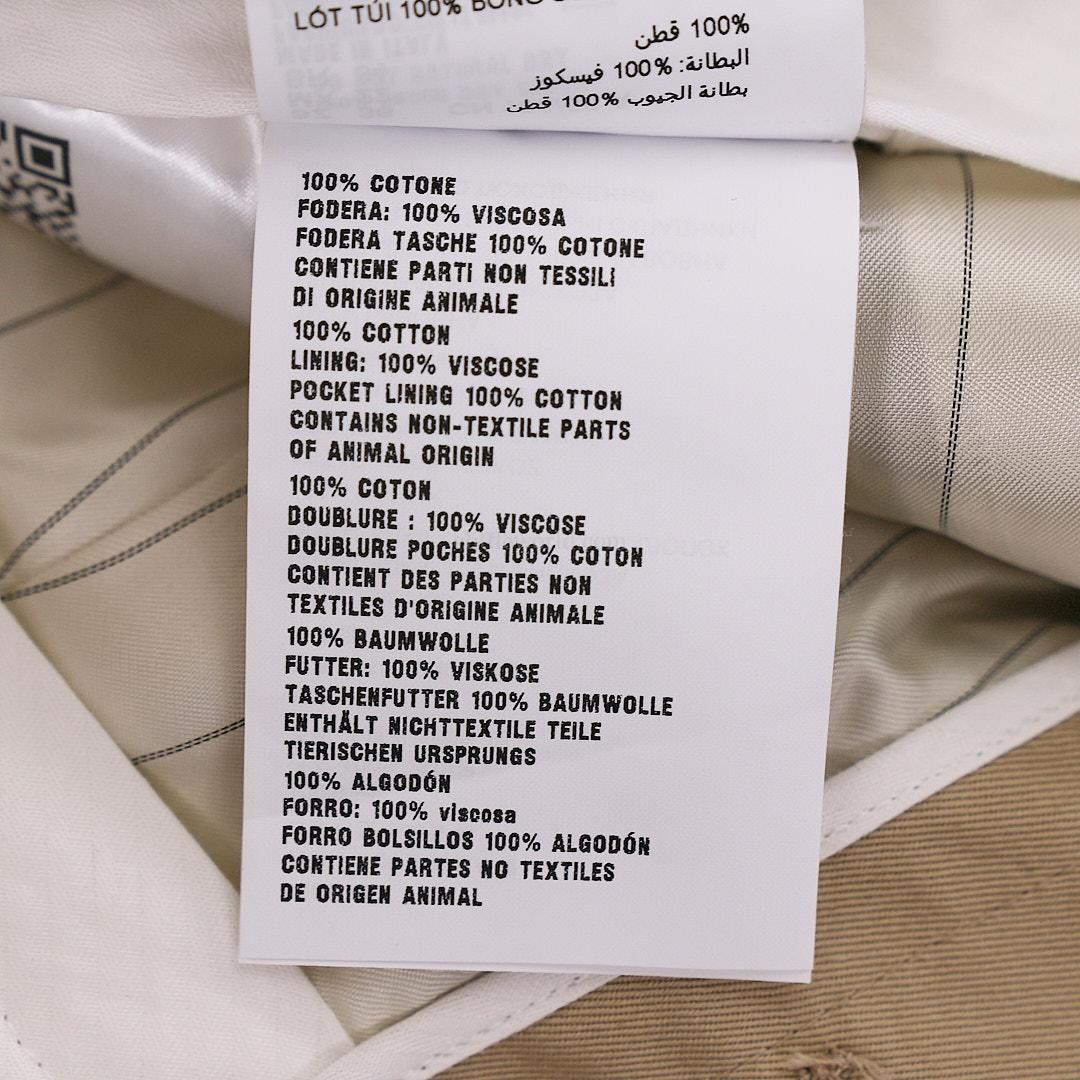 LÓT TÚI 100% BÔNG
100% قطن
البطانة: 100% فيسكوز
بطانة الجيوب 100% قطن
100% COTONE
FODERA: 100% VISCOSA
FODERA TASCHE 100% COTONE
CONTIENE PARTI NON TESSILI
DI ORIGINE ANIMALE
100% COTTON
LINING: 100% VISCOSE
POCKET LINING 100% COTTON
CONTAINS NON-TEXTILE PARTS
OF ANIMAL ORIGIN
100% COTON
DOUBLURE : 100% VISCOSE
DOUBLURE POCHES 100% COTON
CONTIENT DES PARTIES NON
TEXTILES D'ORIGINE ANIMALE
100% BAUMWOLLE
FUTTER: 100% VISKOSE
TASCHENFUTTER 100% BAUMWOLLE
ENTHÄLT NICHTTEXTILE TEILE
TIERISCHEN URSPRUNGS
100% ALGODÓN
FORRO: 100% viscosa
FORRO BOLSILLOS 100% ALGODÓN
CONTIENE PARTES NO TEXTILES
DE ORIGEN ANIMAL